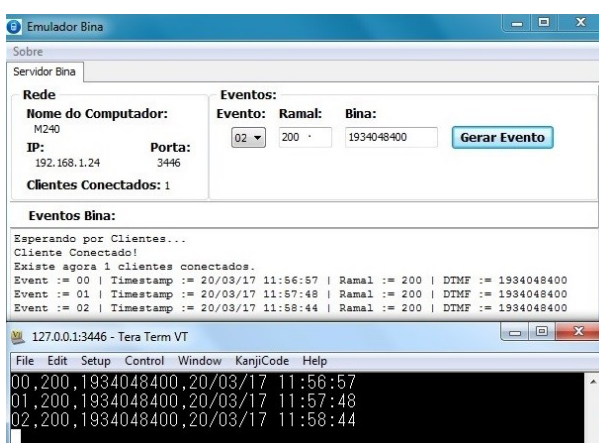 Emulador Bina
Sobre
Servidor Bina
Rede
Nome do Computador:
M240
IP: Porta:
192.168.1.24 3446
Clientes Conectados: 1
Eventos:
Evento: Ramal: Bina:
02 200 1934048400 Gerar Evento
Eventos Bina:
Esperando por Clientes...
Cliente Conectado!
Existe agora 1 clientes conectados.
Event := 00 | Timestamp := 20/03/17 11:56:57 | Ramal := 200 | DTMF := 1934048400
Event := 01 | Timestamp := 20/03/17 11:57:48 | Ramal := 200 | DTMF := 1934048400
Event := 02 | Timestamp := 20/03/17 11:58:44 | Ramal := 200 | DTMF := 1934048400
127.0.0.1:3446 - Tera Term VT
File Edit Setup Control Window KanjiCode Help
00,200,1934048400,20/03/17 11:56:57
01,200,1934048400,20/03/17 11:57:48
02,200,1934048400,20/03/17 11:58:44